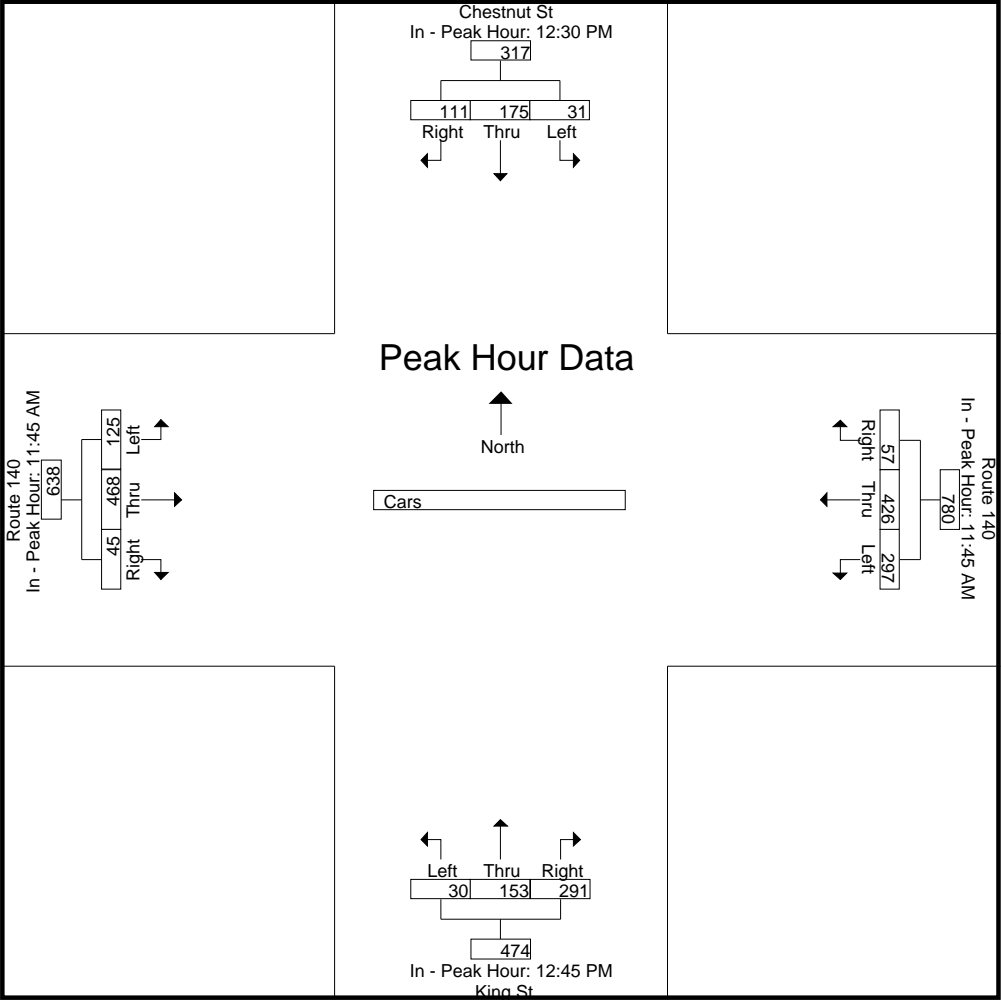 Chestnut St
In - Peak Hour: 12:30 PM
317
111 175 31
Right Thru Left
Peak Hour Data
North
Cars
Route 140
In - Peak Hour: 11:45 AM
638
125 468 45
Left Thru Right
Route 140
In - Peak Hour: 11:45 AM
780
57 426 297
Right Thru Left
Left Thru Right
30 153 291
474
In - Peak Hour: 12:45 PM
King St